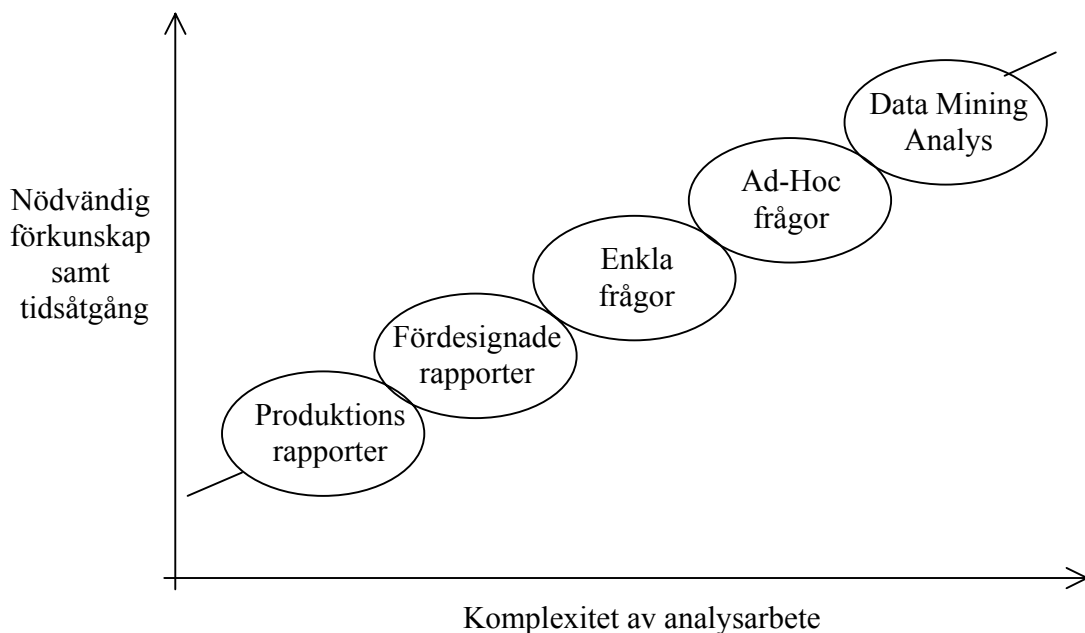 Nödvändig
förkunskap
samt
tidsåtgång
Data Mining
Analys
Ad-Hoc
frågor
Enkla
frågor
Fördesignade
rapporter
Produktions
rapporter
Komplexitet av analysarbete